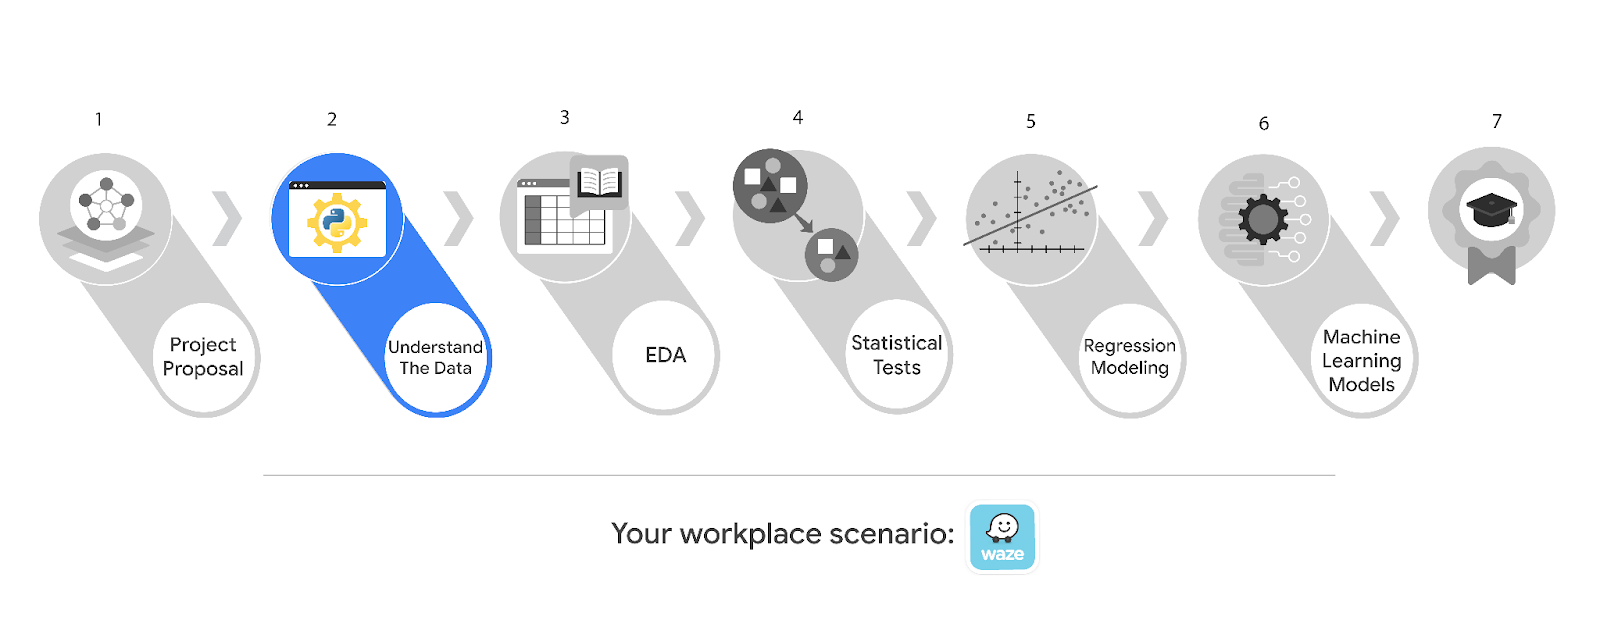 1
2
3
4
5
6
7
Project
Proposal
Understand
The Data
EDA
Statistical
Tests
Regression
Modeling
Machine
Learning
Models
Your workplace scenario:
waze